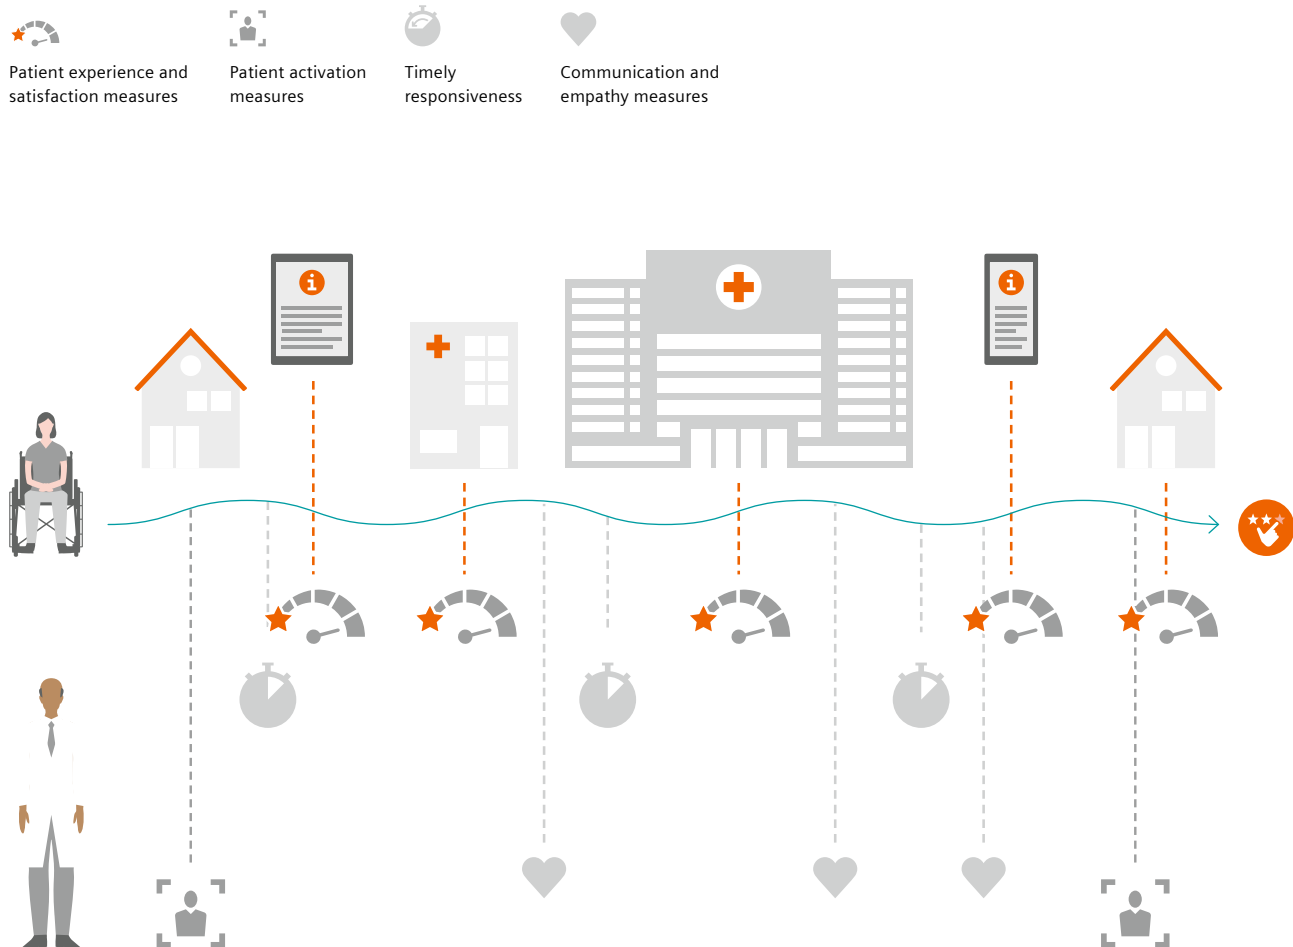 Patient experience and
satisfaction measures
Patient activation
measures
Timely
responsiveness
Communication and
empathy measures